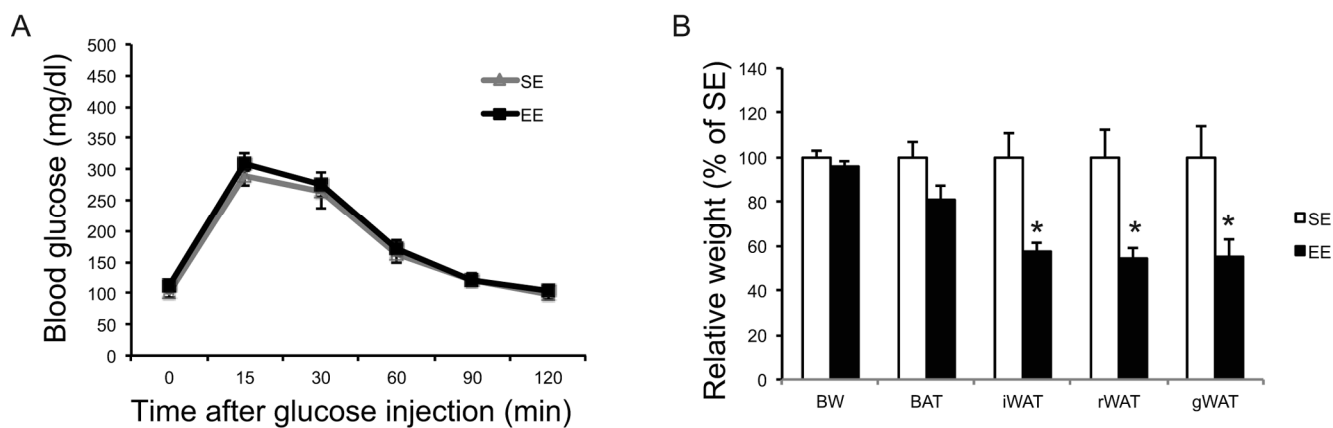 A
Blood glucose (mg/dl)
500
450
400
350
300
250
200
150
100
50
0
SE
EE
0 15 30 60 90 120
Time after glucose injection (min)
B
Relative weight (% of SE)
140
120
100
80
60
40
20
0
* * *
SE
EE
BW BAT iWAT rWAT gWAT